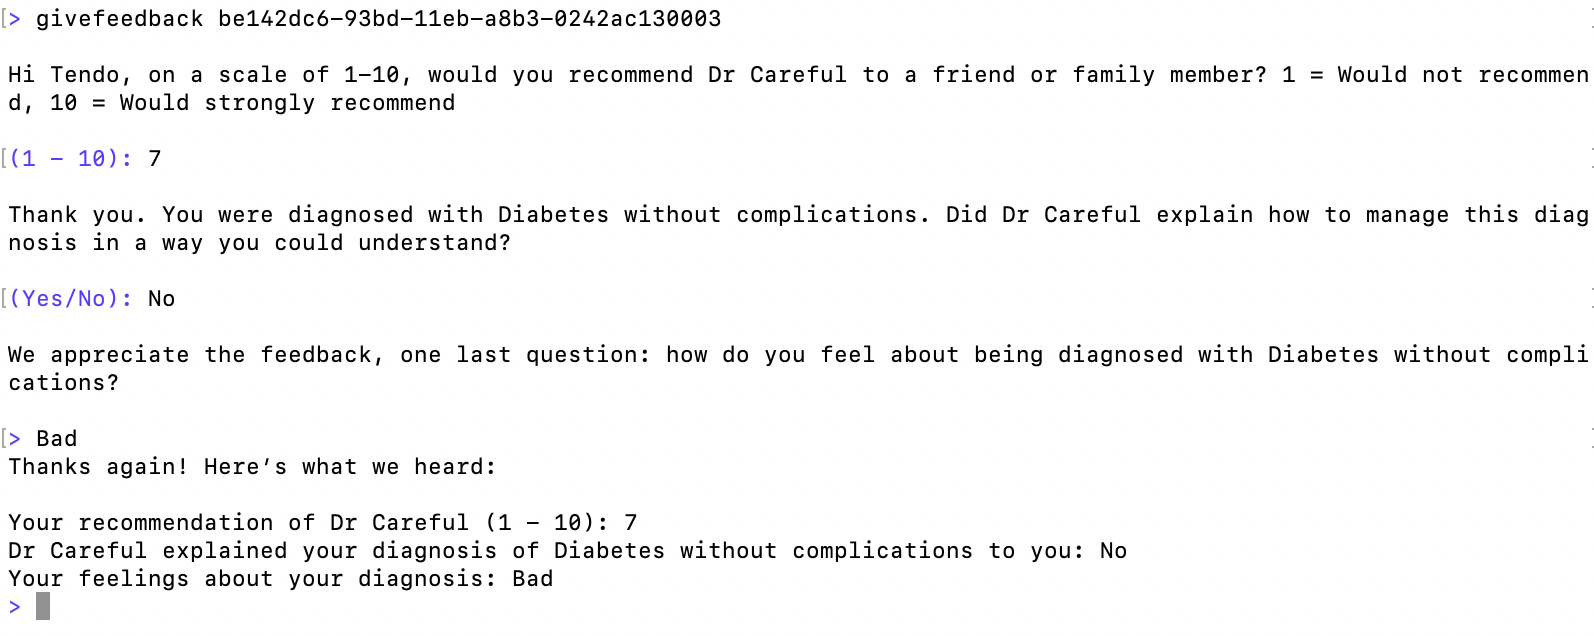 [> givefeedback be142dc6-93bd-11eb-a8b3-0242ac130003
Hi Tendo, on a scale of 1-10, would you recommend Dr Careful to a friend or family member? 1 = Would not recommen
d, 10 = Would strongly recommend
[(1 - 10): 7
Thank you. You were diagnosed with Diabetes without complications. Did Dr Careful explain how to manage this diag
nosis in a way you could understand?
[(Yes/No): No
We appreciate the feedback, one last question: how do you feel about being diagnosed with Diabetes without compli
cations?
[> Bad
Thanks again! Here’s what we heard:
Your recommendation of Dr Careful (1 - 10): 7
Dr Careful explained your diagnosis of Diabetes without complications to you: No
Your feelings about your diagnosis: Bad
>